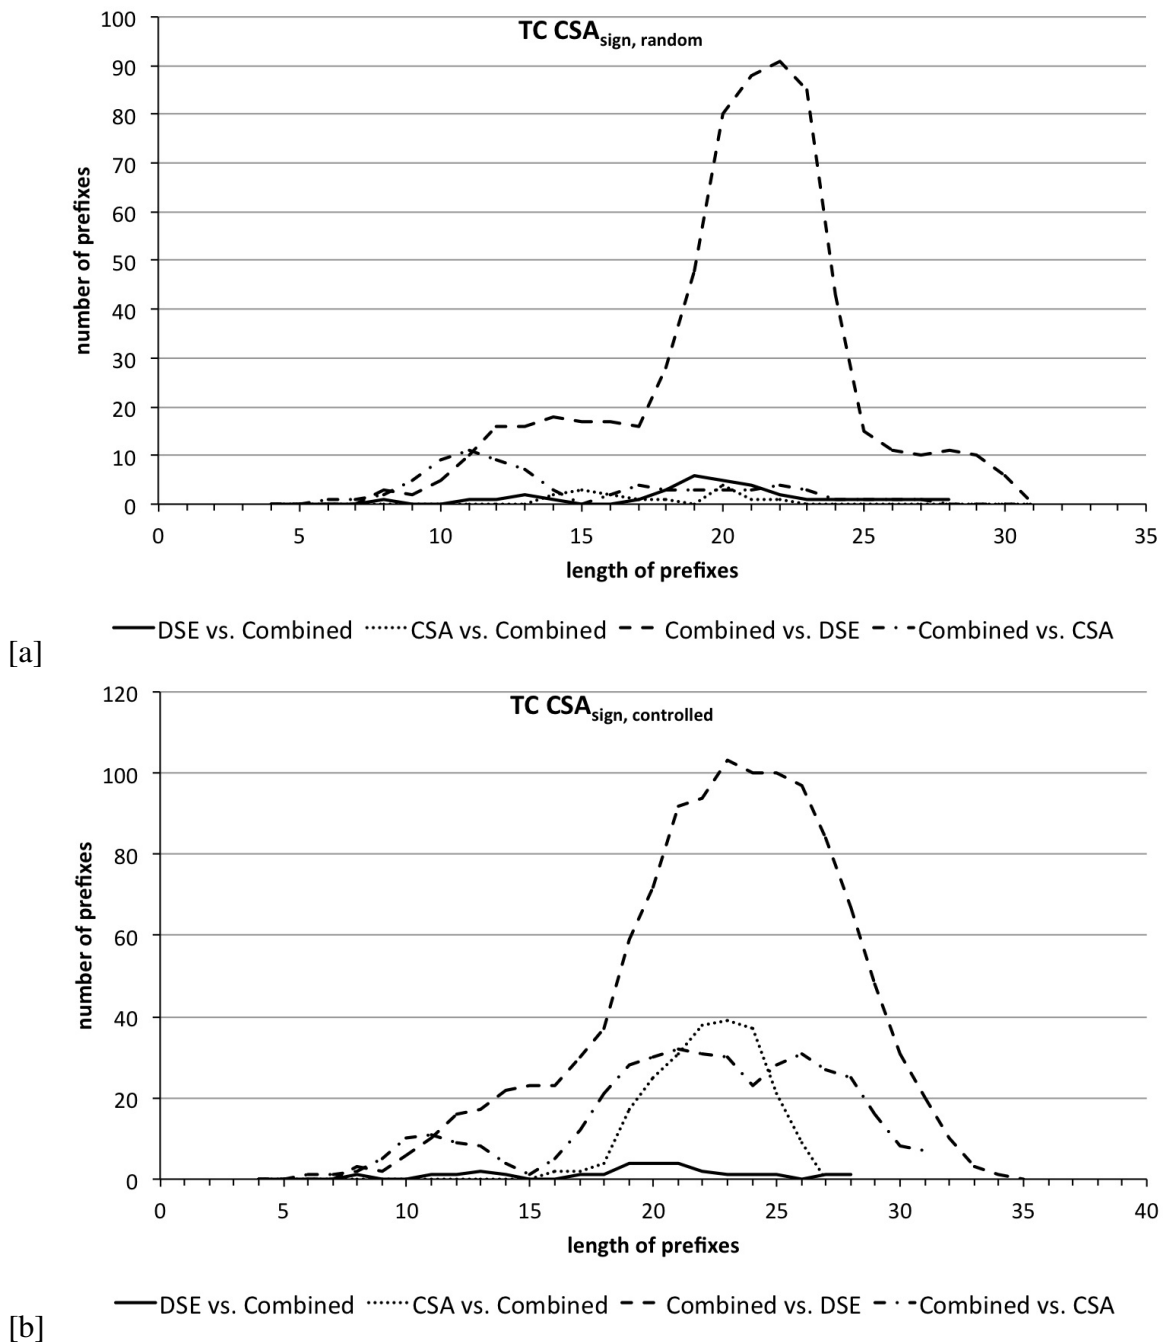 TC CSAsign, random
100
90
80
70
60
50
40
30
20
10
0
number of prefixes
0 5 10 15 20 25 30 35
length of prefixes
DSE vs. Combined CSA vs. Combined Combined vs. DSE Combined vs. CSA
[a]
TC CSAsign, controlled
120
100
80
60
40
20
0
number of prefixes
0 5 10 15 20 25 30 35 40
length of prefixes
DSE vs. Combined CSA vs. Combined Combined vs. DSE Combined vs. CSA
[b]